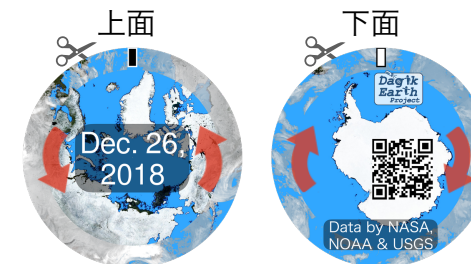 上面
下面
Dec. 26,
2018
Dagik
Earth
Project
Data by NASA,
NOAA & USGS